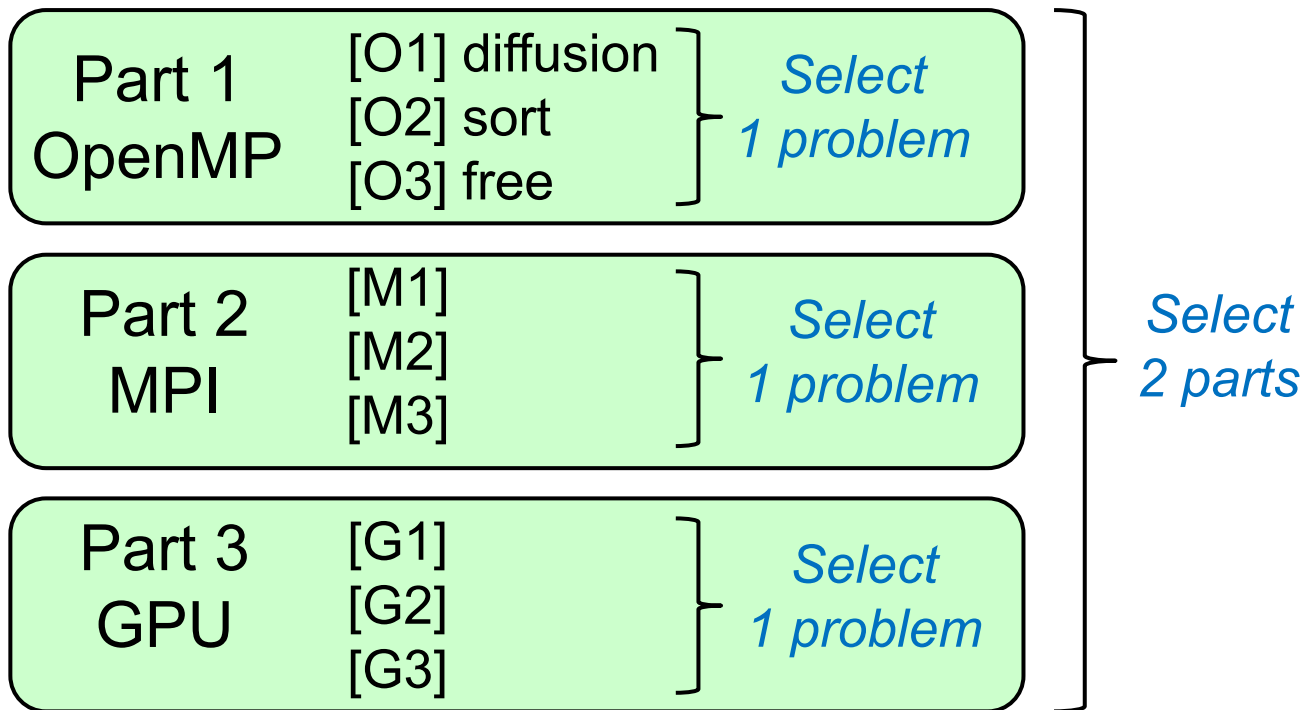 Part 1
OpenMP
[O1] diffusion
[O2] sort
[O3] free
Select
1 problem
Part 2
MPI
[M1]
[M2]
[M3]
Select
1 problem
Part 3
GPU
[G1]
[G2]
[G3]
Select
1 problem
Select
2 parts